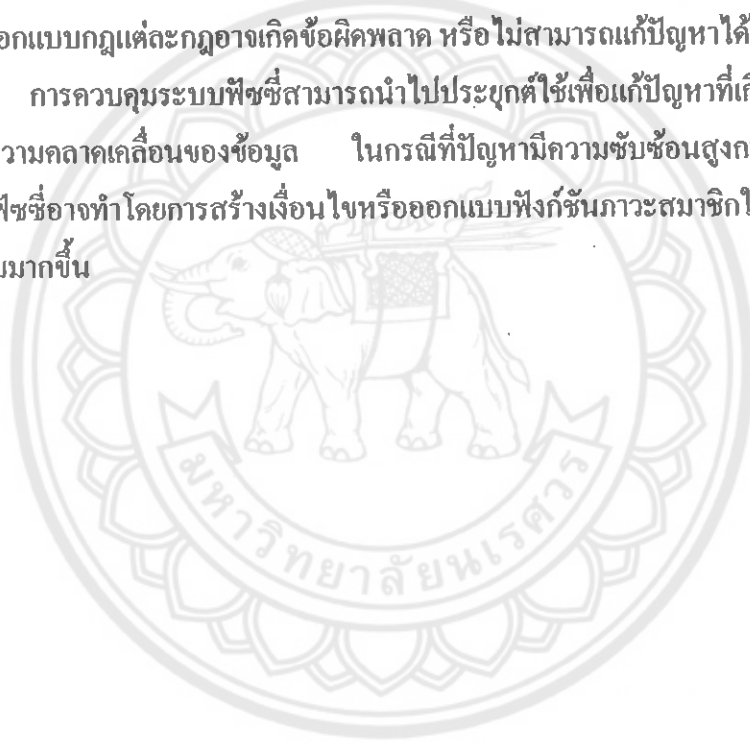 อกแบบกฎแต่ละกฎอาจเกิดข้อผิดพลาด หรือไม่สามารถแก้ปัญหาได้
การควบคุมระบบฟัซซี่สามารถนำไปประยุกต์ใช้เพื่อแก้ปัญหาที่เกิ
วามคลาดเคลื่อนของข้อมูล ในกรณีที่ปัญหามีความซับซ้อนสูงก
ฟัซซี่อาจทำโดยการสร้างเงื่อนไขหรือออกแบบฟังก์ชันภาวะสมาชิกใ
มมากขึ้น
มหาวิทยาลัยนเรศวร